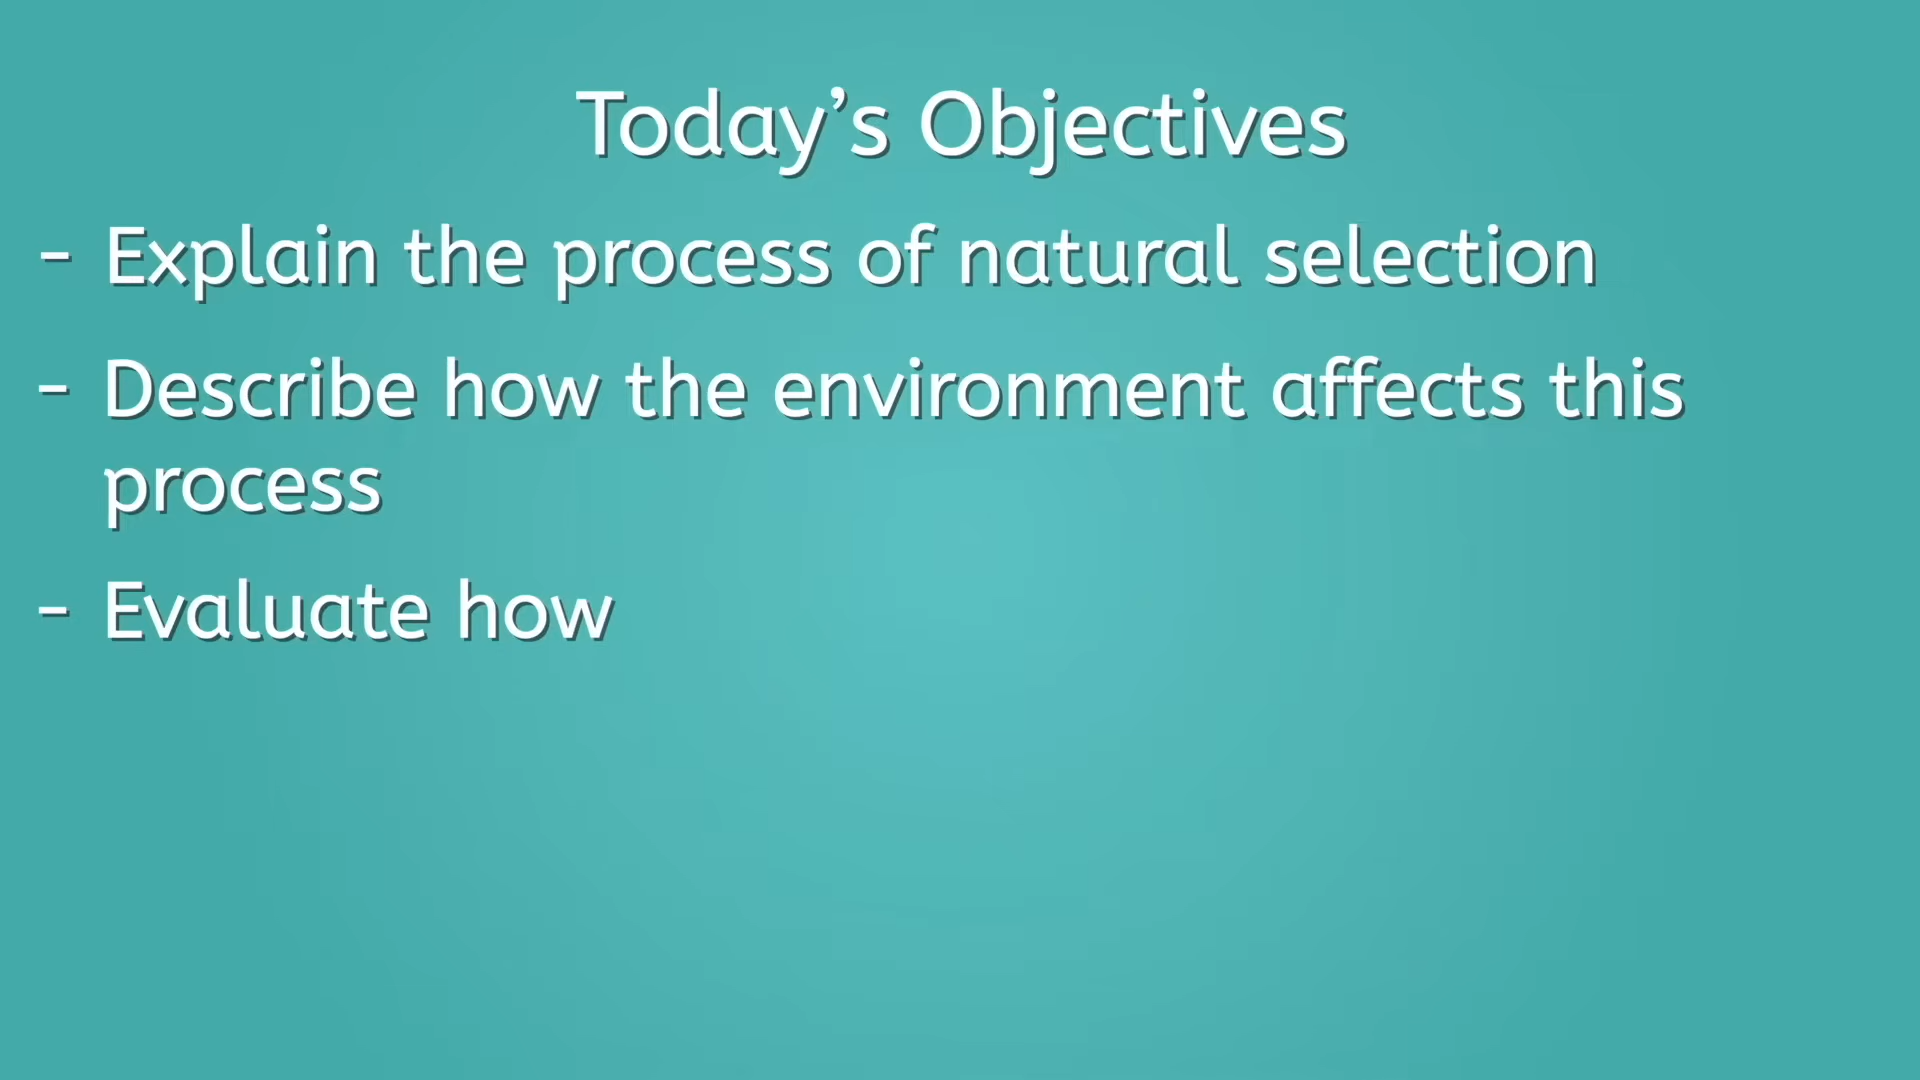 Today’s Objectives
- Explain the process of natural selection
- Describe how the environment affects this
process
- Evaluate how